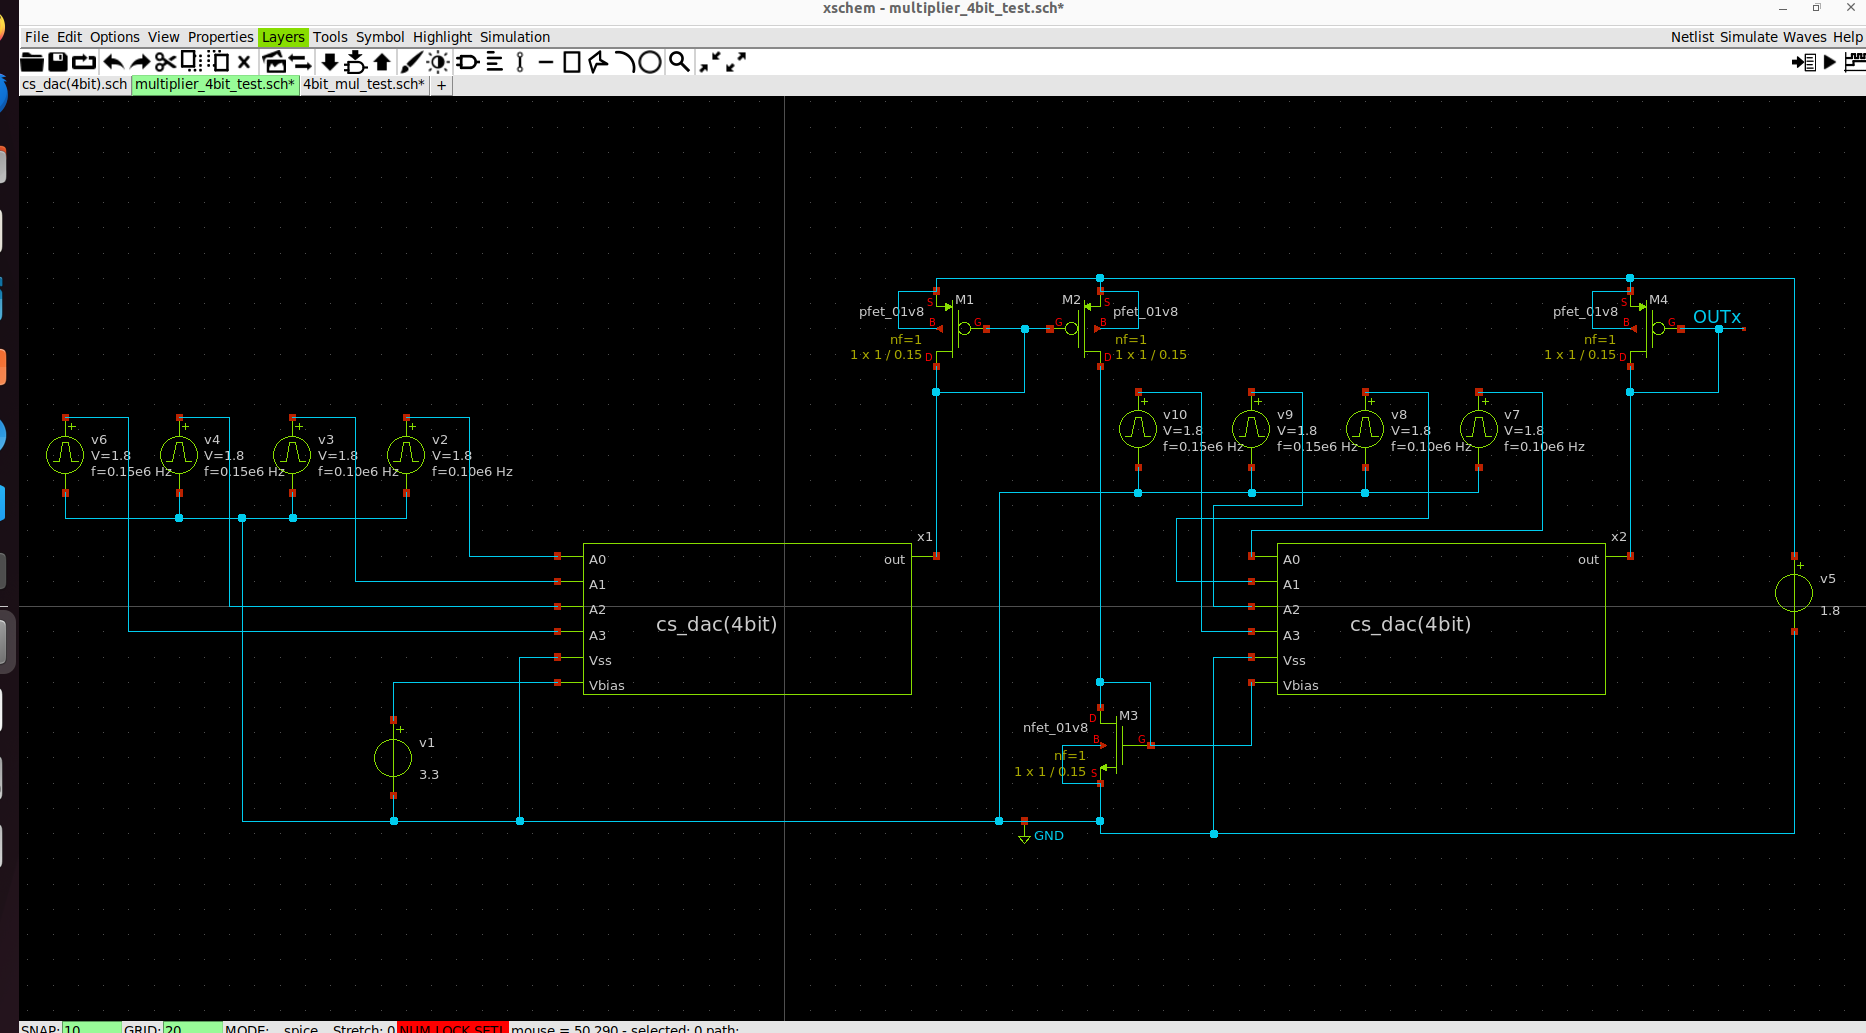 xschem - multiplier_4bit_test.sch*
File Edit Options View Properties Layers Tools Symbol Highlight Simulation Netlist Simulate Waves Help
cs_dac(4bit).sch multiplier_4bit_test.sch* 4bit_mul_test.sch* +
S M1
pfet_01v8
B G
nf=1
1 x 1 / 0.15 D
M2 S
pfet_01v8
G B
nf=1
D 1 x 1 / 0.15
S M4
pfet_01v8 OUTx
B G
nf=1
1 x 1 / 0.15 D
+ + + +
v6 v4 v3 v2
V=1.8 V=1.8 V=1.8 V=1.8
f=0.15e6 Hz f=0.15e6 Hz f=0.10e6 Hz f=0.10e6 Hz
+ + + +
v10 v9 v8 v7
V=1.8 V=1.8 V=1.8 V=1.8
f=0.15e6 Hz f=0.15e6 Hz f=0.10e6 Hz f=0.10e6 Hz
x1
A0 out
A1
A2
cs_dac(4bit)
A3
Vss
Vbias
x2
A0 out
A1
A2
cs_dac(4bit)
A3
Vss
Vbias
+
v5
1.8
+
v1
3.3
D M3
nfet_01v8
B G
nf=1
1 x 1 / 0.15 S
GND
SNAP: 10 GRID: 20 MODE: spice Stretch: 0 NUM LOCK SET! mouse = 50 290 - selected: 0 path: